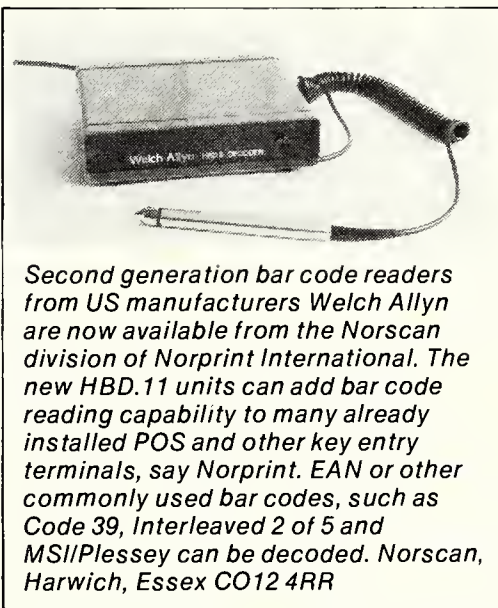 Welch Allyn
Second generation bar code readers
from US manufacturers Welch Allyn
are now available from the Norscan
division of Norprint International. The
new HBD.11 units can add bar code
reading capability to many already
installed POS and other key entry
terminals, say Norprint. EAN or other
commonly used bar codes, such as
Code 39, Interleaved 2 of 5 and
MSI/Plessey can be decoded. Norscan,
Harwich, Essex CO12 4RR